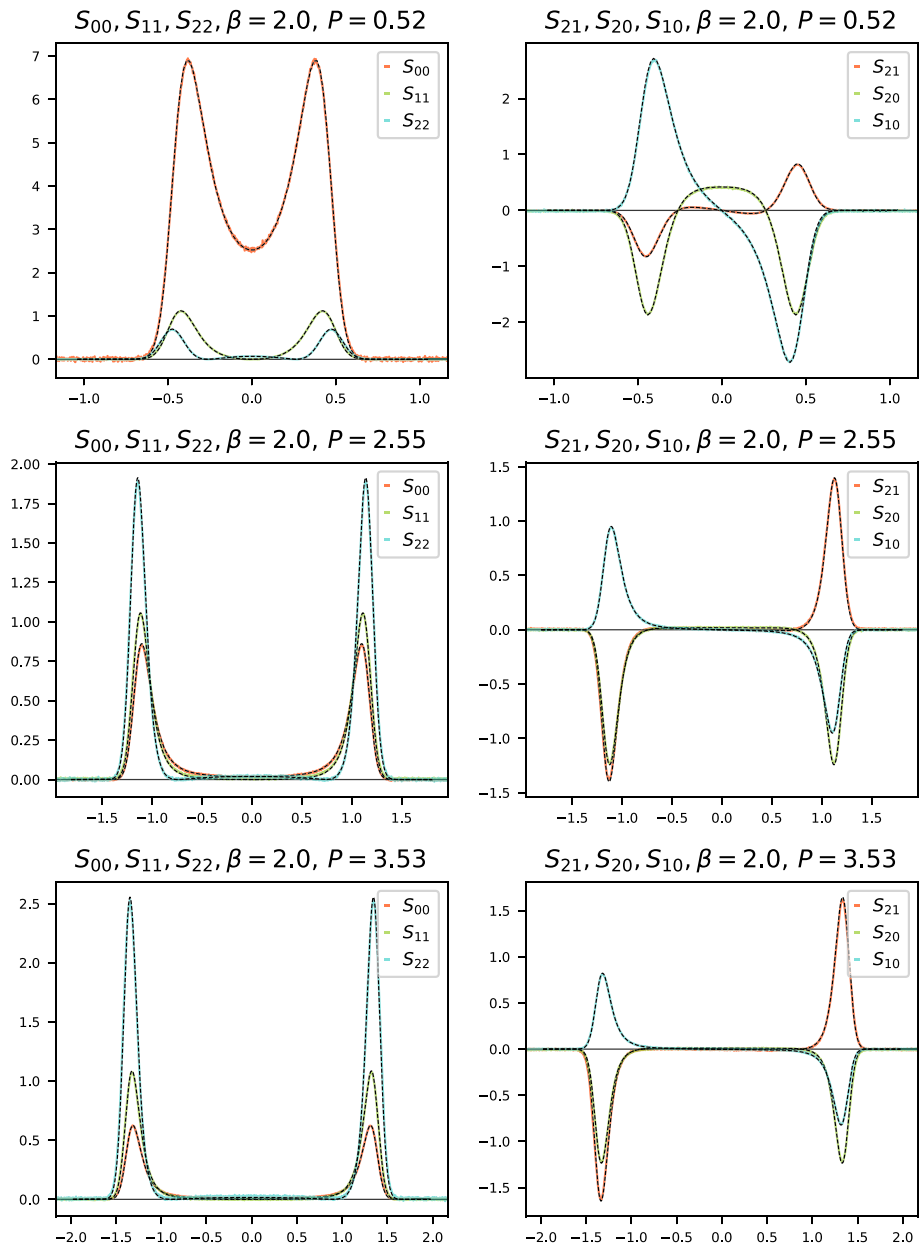 S₀₀, S₁₁, S₂₂, β = 2.0, P = 0.52
7
6
5
4
3
2
1
0
−1.0 −0.5 0.0 0.5 1.0
S₀₀
S₁₁
S₂₂
S₂₁, S₂₀, S₁₀, β = 2.0, P = 0.52
2
1
0
−1
−2
−1.0 −0.5 0.0 0.5 1.0
S₂₁
S₂₀
S₁₀
S₀₀, S₁₁, S₂₂, β = 2.0, P = 2.55
2.00
1.75
1.50
1.25
1.00
0.75
0.50
0.25
0.00
−1.5 −1.0 −0.5 0.0 0.5 1.0 1.5
S₀₀
S₁₁
S₂₂
S₂₁, S₂₀, S₁₀, β = 2.0, P = 2.55
1.5
1.0
0.5
0.0
−0.5
−1.0
−1.5
−1.5 −1.0 −0.5 0.0 0.5 1.0 1.5
S₂₁
S₂₀
S₁₀
S₀₀, S₁₁, S₂₂, β = 2.0, P = 3.53
2.5
2.0
1.5
1.0
0.5
0.0
−2.0 −1.5 −1.0 −0.5 0.0 0.5 1.0 1.5 2.0
S₀₀
S₁₁
S₂₂
S₂₁, S₂₀, S₁₀, β = 2.0, P = 3.53
1.5
1.0
0.5
0.0
−0.5
−1.0
−1.5
−2.0 −1.5 −1.0 −0.5 0.0 0.5 1.0 1.5 2.0
S₂₁
S₂₀
S₁₀